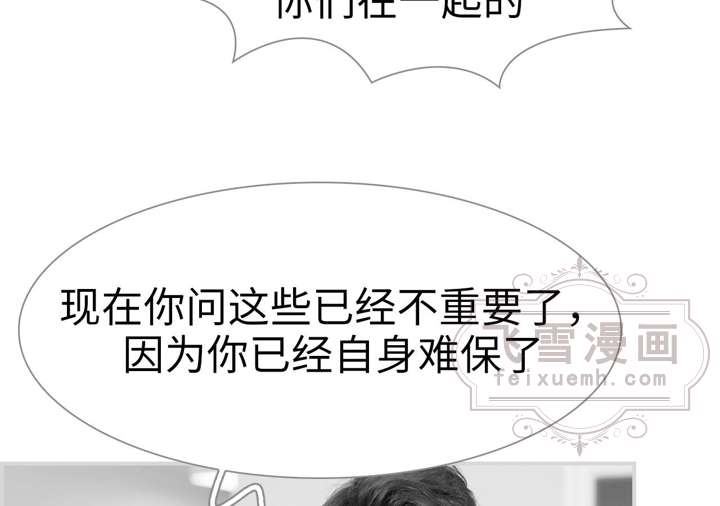 你们在一起的
现在你问这些已经不重要了，
因为你已经自身难保了
飞雪漫画
feixuemh.com